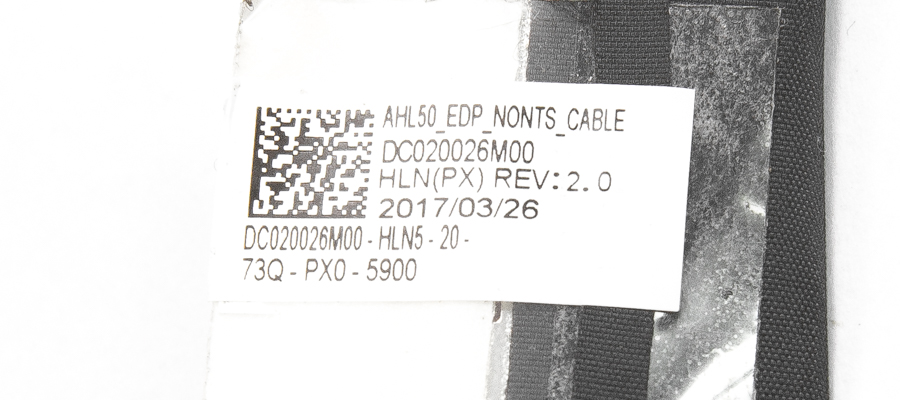 AHL50_EDP_NONTS_CABLE
DC020026M00
HLN(PX) REV:2.0
2017/03/26
DC020026M00 - HLN5 - 20 -
73Q - PX0 - 5900